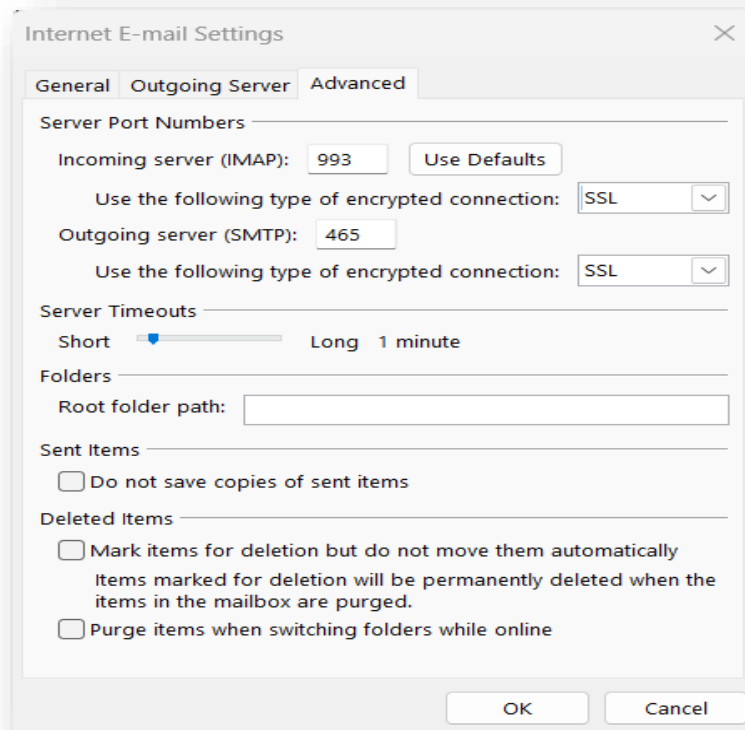 Internet E-mail Settings
General Outgoing Server Advanced
Server Port Numbers
Incoming server (IMAP): 993 Use Defaults
Use the following type of encrypted connection: SSL
Outgoing server (SMTP): 465
Use the following type of encrypted connection: SSL
Server Timeouts
Short Long 1 minute
Folders
Root folder path:
Sent Items
Do not save copies of sent items
Deleted Items
Mark items for deletion but do not move them automatically
Items marked for deletion will be permanently deleted when the
items in the mailbox are purged.
Purge items when switching folders while online
OK Cancel